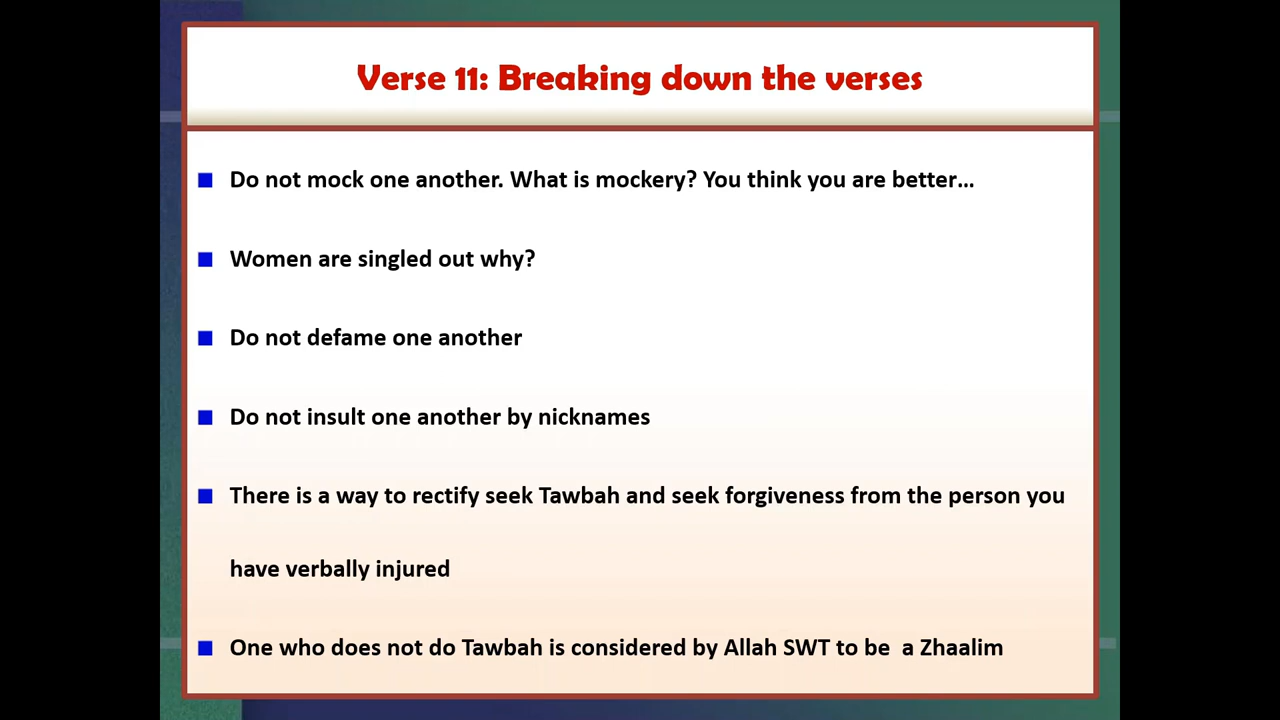 Verse 11: Breaking down the verses
Do not mock one another. What is mockery? You think you are better…
Women are singled out why?
Do not defame one another
Do not insult one another by nicknames
There is a way to rectify seek Tawbah and seek forgiveness from the person you
have verbally injured
One who does not do Tawbah is considered by Allah SWT to be  a Zhaalim